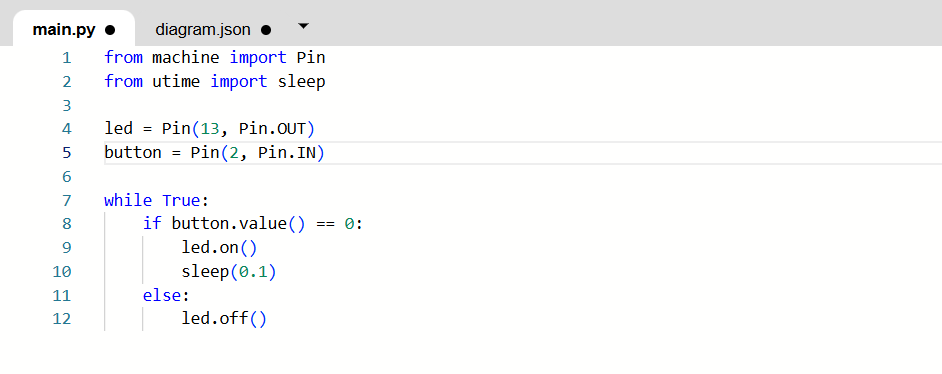 main.py ● diagram.json ●
1 from machine import Pin
2 from utime import sleep
3
4 led = Pin(13, Pin.OUT)
5 button = Pin(2, Pin.IN)
6
7 while True:
8     if button.value() == 0:
9         led.on()
10         sleep(0.1)
11     else:
12         led.off()